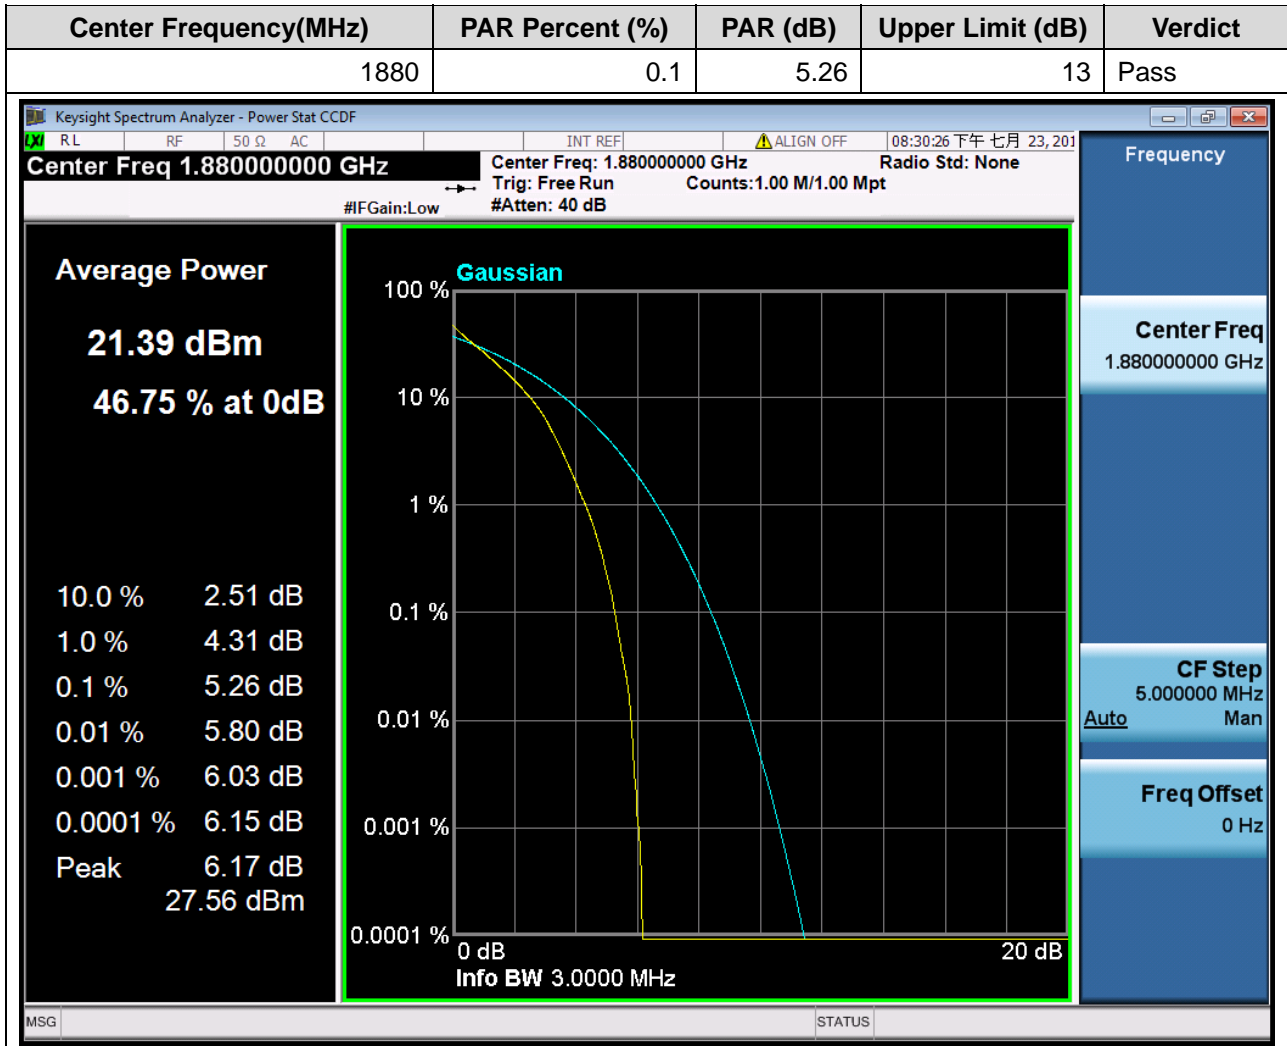 Center Frequency(MHz) PAR Percent (%) PAR (dB) Upper Limit (dB) Verdict
1880 0.1 5.26 13 Pass
Keysight Spectrum Analyzer - Power Stat CCDF
LXI RL RF 50 Ω AC INT REF ALIGN OFF 08:30:26 下午 七月 23, 201
Center Freq 1.880000000 GHz
Center Freq: 1.880000000 GHz Radio Std: None
Trig: Free Run Counts:1.00 M/1.00 Mpt
#IFGain:Low #Atten: 40 dB
Average Power
21.39 dBm
46.75 % at 0dB
10.0 % 2.51 dB
1.0 % 4.31 dB
0.1 % 5.26 dB
0.01 % 5.80 dB
0.001 % 6.03 dB
0.0001 % 6.15 dB
Peak 6.17 dB
27.56 dBm
Gaussian
100 %
10 %
1 %
0.1 %
0.01 %
0.001 %
0.0001 %
0 dB 20 dB
Info BW 3.0000 MHz
Frequency
Center Freq
1.880000000 GHz
CF Step
5.000000 MHz
Auto Man
Freq Offset
0 Hz
MSG STATUS